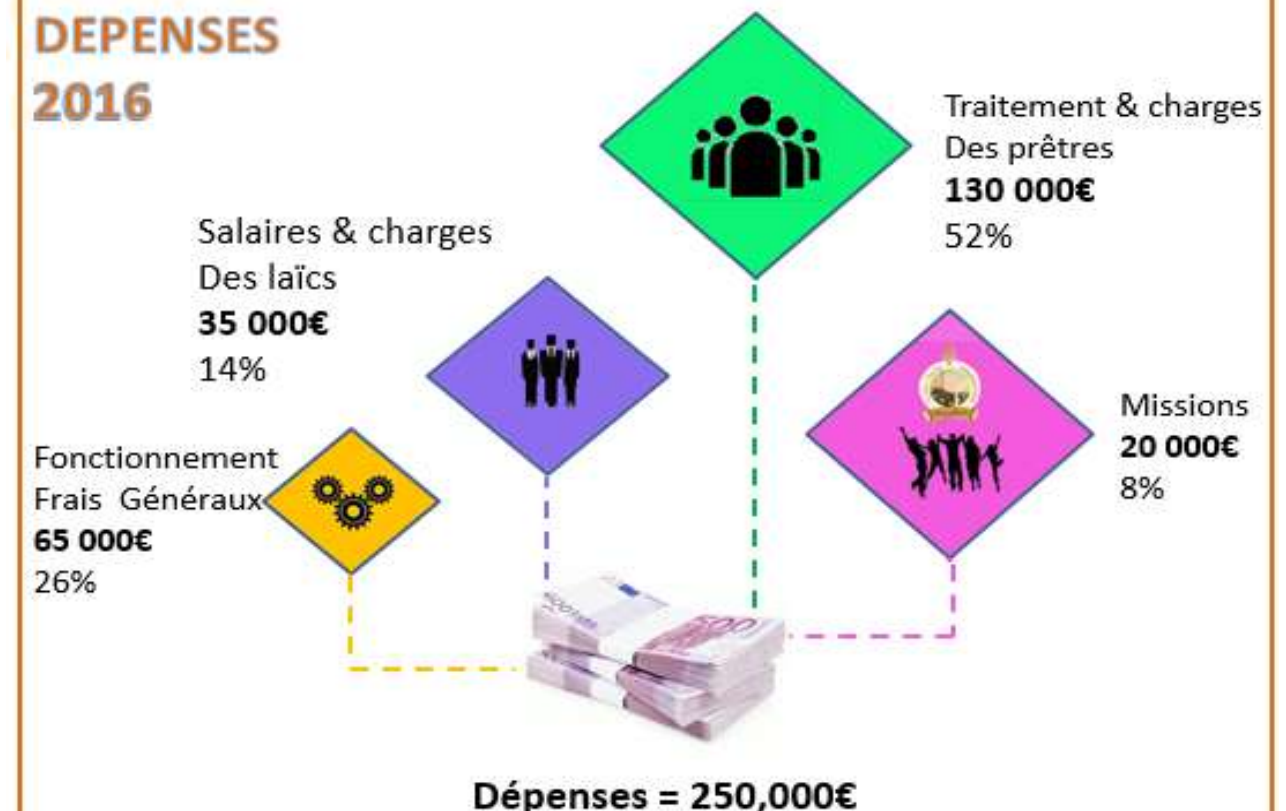 DEPENSES
2016
Traitement & charges
Des prêtres
130 000€
52%
Salaires & charges
Des laïcs
35 000€
14%
Missions
20 000€
8%
Fonctionnement
Frais Généraux
65 000€
26%
500
Dépenses = 250,000€